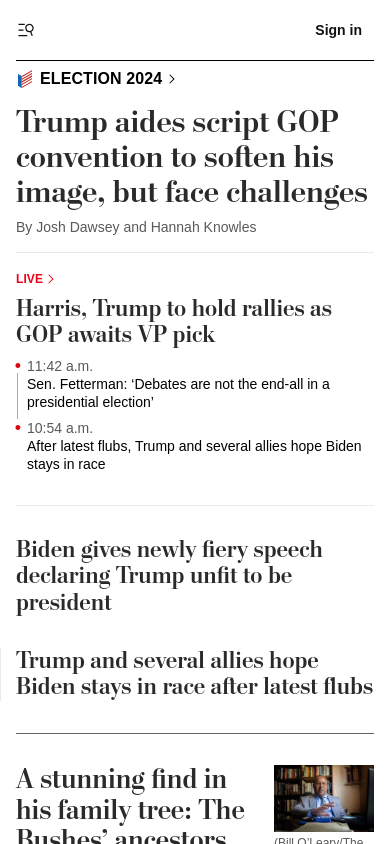 Sign in
ELECTION 2024
Trump aides script GOP
convention to soften his
image, but face challenges
By Josh Dawsey and Hannah Knowles
LIVE
Harris, Trump to hold rallies as
GOP awaits VP pick
11:42 a.m.
Sen. Fetterman: ‘Debates are not the end-all in a
presidential election’
10:54 a.m.
After latest flubs, Trump and several allies hope Biden
stays in race
Biden gives newly fiery speech
declaring Trump unfit to be
president
Trump and several allies hope
Biden stays in race after latest flubs
A stunning find in
his family tree: The
Bushes’ ancestors
(Bill O’Leary/The